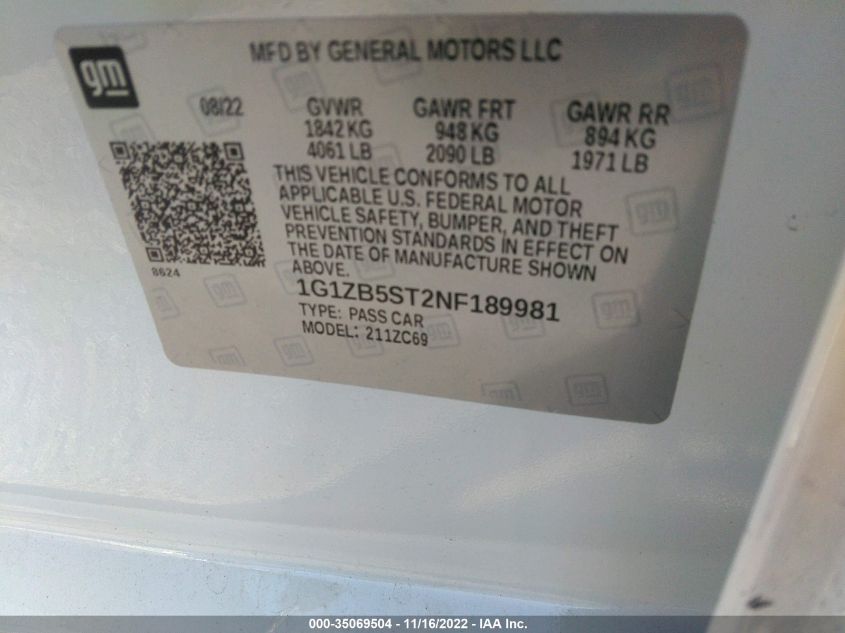 gm
MFD BY GENERAL MOTORS LLC
08/22 GVWR GAWR FRT GAWR RR
1842 KG 948 KG 894 KG
4061 LB 2090 LB 1971 LB
THIS VEHICLE CONFORMS TO ALL
APPLICABLE U.S. FEDERAL MOTOR
VEHICLE SAFETY, BUMPER, AND THEFT
PREVENTION STANDARDS IN EFFECT ON
THE DATE OF MANUFACTURE SHOWN
ABOVE.
8624
1G1ZB5ST2NF189981
TYPE: PASS CAR
MODEL: 211ZC69
000-35069504 - 11/16/2022 - IAA Inc.